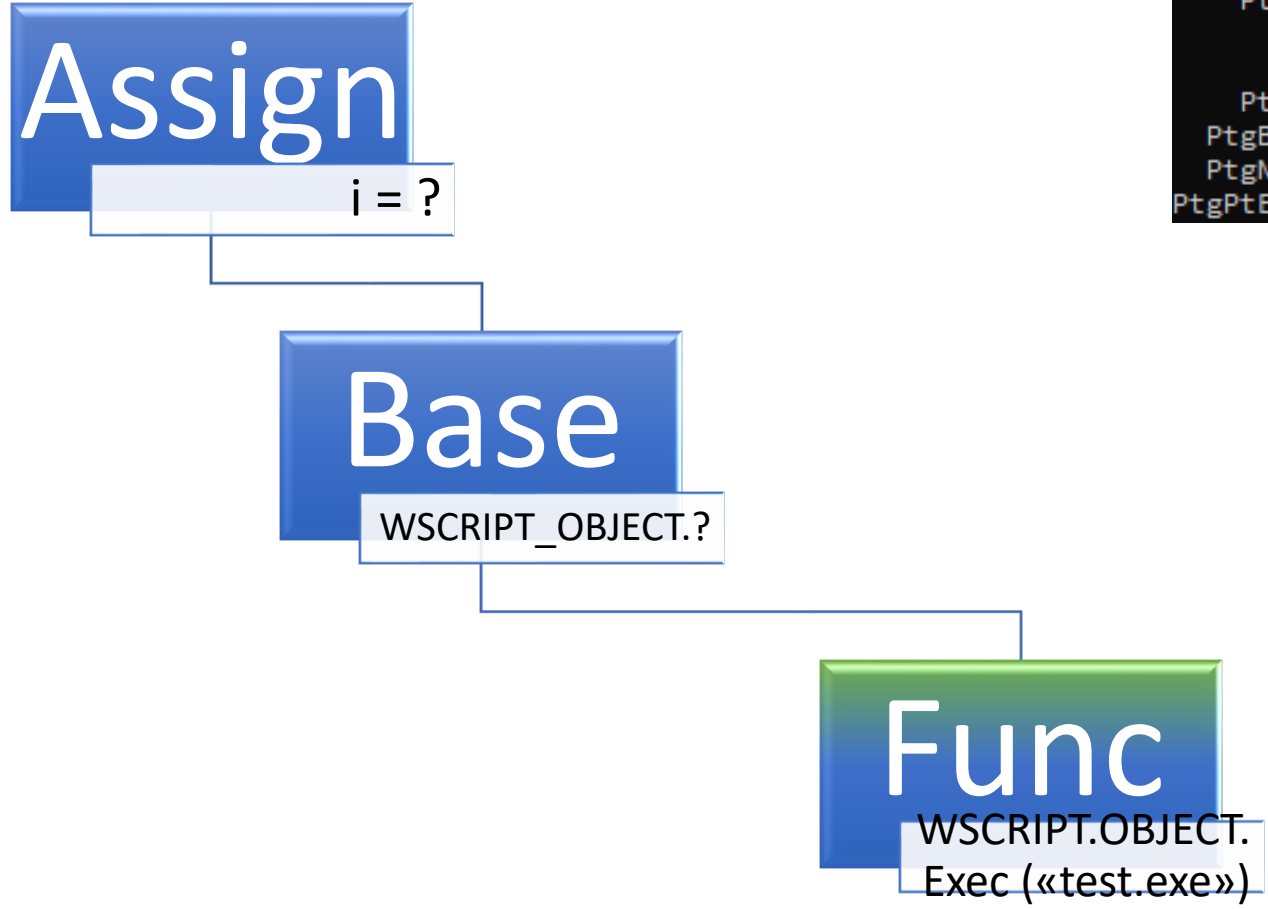 Assign
i = ?
Base
WSCRIPT_OBJECT.?
Func
WSCRIPT.OBJECT.
Exec («test.exe»)